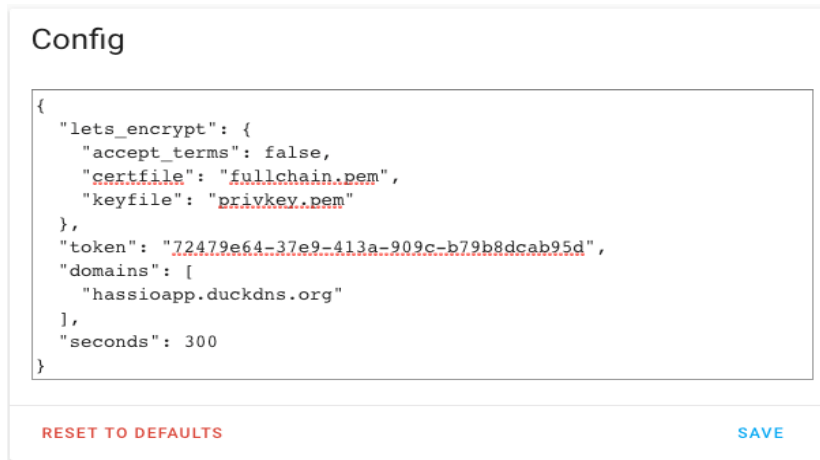 Config
{
  "lets_encrypt": {
    "accept_terms": false,
    "certfile": "fullchain.pem",
    "keyfile": "privkey.pem"
  },
  "token": "72479e64-37e9-413a-909c-b79b8dcab95d",
  "domains": [
    "hassioapp.duckdns.org"
  ],
  "seconds": 300
}
RESET TO DEFAULTS
SAVE